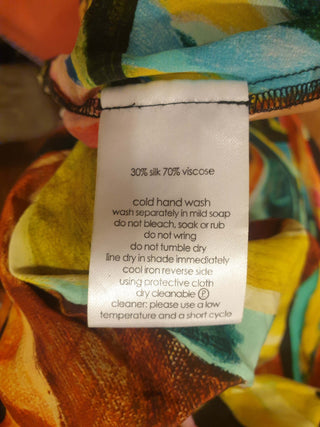 30% silk 70% viscose
cold hand wash
wash separately in mild soap
do not bleach, soak or rub
do not wring
do not tumble dry
line dry in shade immediately
cool iron reverse side
using protective cloth
dry cleanable Ⓟ
cleaner: please use a low
temperature and a short cycle